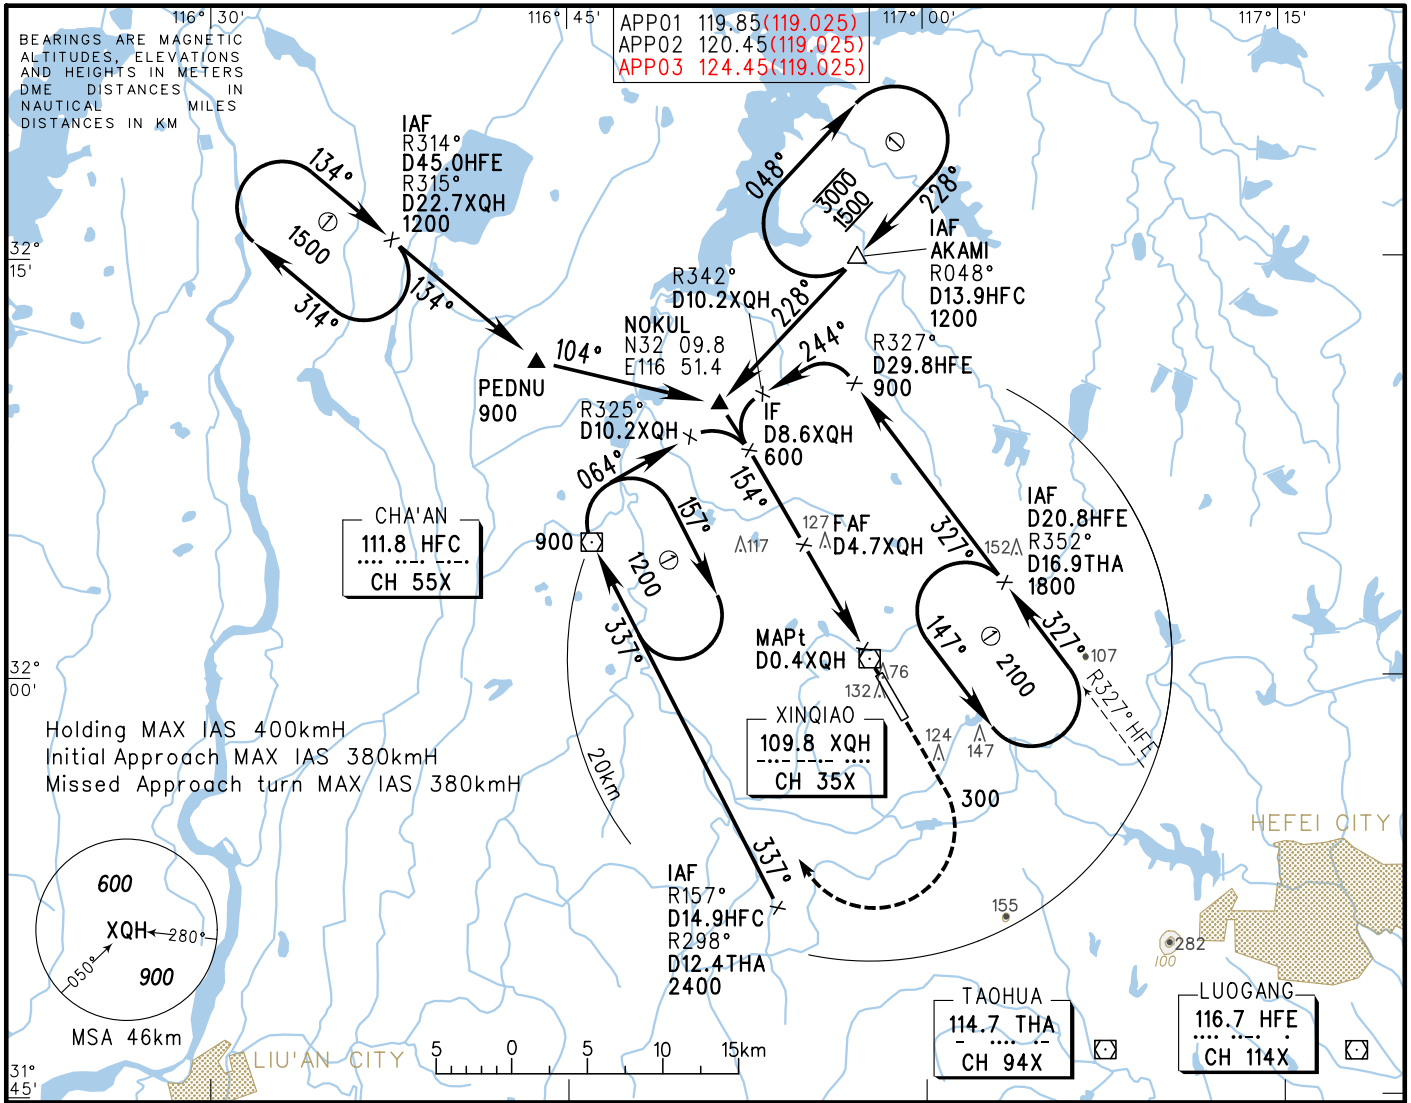 116° 30'
116° 45'
117° 00'
117° 15'
BEARINGS ARE MAGNETIC
ALTITUDES, ELEVATIONS
AND HEIGHTS IN METERS
DME DISTANCES IN
NAUTICAL MILES
DISTANCES IN KM
APP01 119.85(119.025)
APP02 120.45(119.025)
APP03 124.45(119.025)
IAF
R314°
D45.0HFE
R315°
D22.7XQH
1200
134°
①
1500
314°
134°
048°
①
3000
1500
228°
IAF
AKAMI
R048°
D13.9HFC
1200
32°
15'
R342°
D10.2XQH
228°
NOKUL
N32 09.8
E116 51.4
104°
PEDNU
900
244°
R327°
D29.8HFE
900
R325°
D10.2XQH
IF
D8.6XQH
600
064°
154°
157°
CHA'AN
111.8 HFC
.... ..-. -.-.
CH 55X
900
①
1200
337°
117
127
FAF
D4.7XQH
327°
152
IAF
D20.8HFE
R352°
D16.9THA
1800
327°
147°
①
2100
107
R327° HFE
MAPt
D0.4XQH
76
132
32°
00'
XINQIAO
109.8 XQH
-..- --.- ....
CH 35X
124
147
300
Holding MAX IAS 400kmH
Initial Approach MAX IAS 380kmH
Missed Approach turn MAX IAS 380kmH
20km
HEFEI CITY
337°
IAF
R157°
D14.9HFC
R298°
D12.4THA
2400
600
XQH
280°
050°
900
MSA 46km
155
282
100
TAOHUA
114.7 THA
- .... .-
CH 94X
LUOGANG
116.7 HFE
.... ..-. .
CH 114X
LIU'AN CITY
5 0 5 10 15km
31°
45'